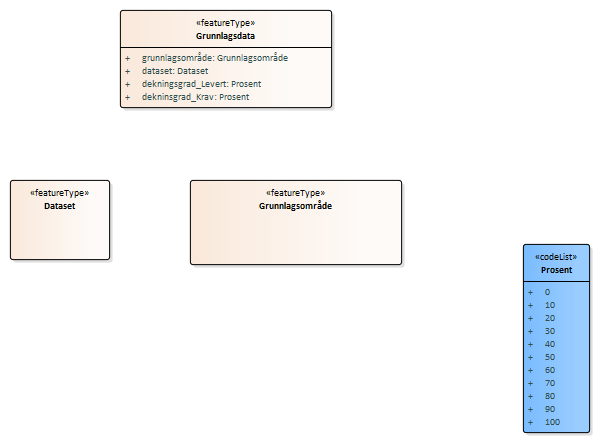 «featureType»
Grunnlagsdata
+ grunnlagsområde: Grunnlagsområde
+ dataset: Dataset
+ dekningsgrad_Levert: Prosent
+ dekninsgrad_Krav: Prosent
«featureType»
Dataset
«featureType»
Grunnlagsområde
«codeList»
Prosent
+ 0
+ 10
+ 20
+ 30
+ 40
+ 50
+ 60
+ 70
+ 80
+ 90
+ 100